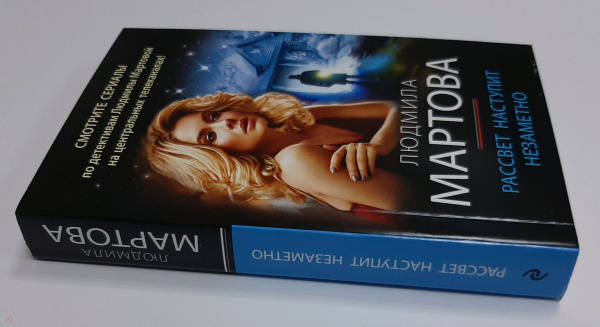 СМОТРИТЕ СЕРИАЛЫ
по детективам Людмилы Мартовой
на центральных телеканалах!
ЛЮДМИЛА
МАРТОВА
РАССВЕТ НАСТУПИТ
НЕЗАМЕТНО
ЛЮДМИЛА
МАРТОВА
РАССВЕТ НАСТУПИТ НЕЗАМЕТНО